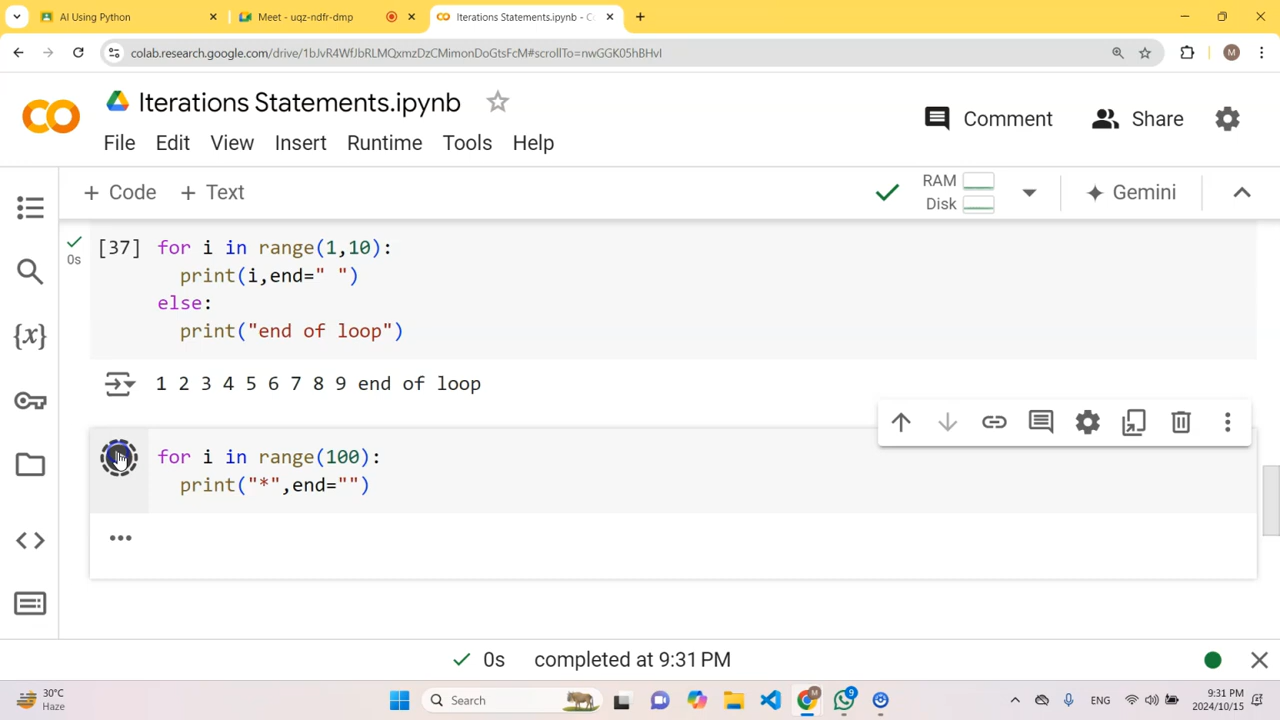 AI Using Python
Meet - uqz-ndfr-dmp
Iterations Statements.ipynb - C
colab.research.google.com/drive/1bJvR4WfJbRLMQxmzDzCMimonDoGtsFcM#scrollTo=nwGGK05hBHvI
M
CO
Iterations Statements.ipynb
Comment
Share
File Edit View Insert Runtime Tools Help
+ Code + Text
RAM
Disk
Gemini
[37] for i in range(1,10):
0s
print(i,end=" ")
else:
print("end of loop")
1 2 3 4 5 6 7 8 9 end of loop
{x}
for i in range(100):
print("*",end="")
0s completed at 9:31 PM
30°C
Haze
Search
M
9
ENG
9:31 PM
2024/10/15